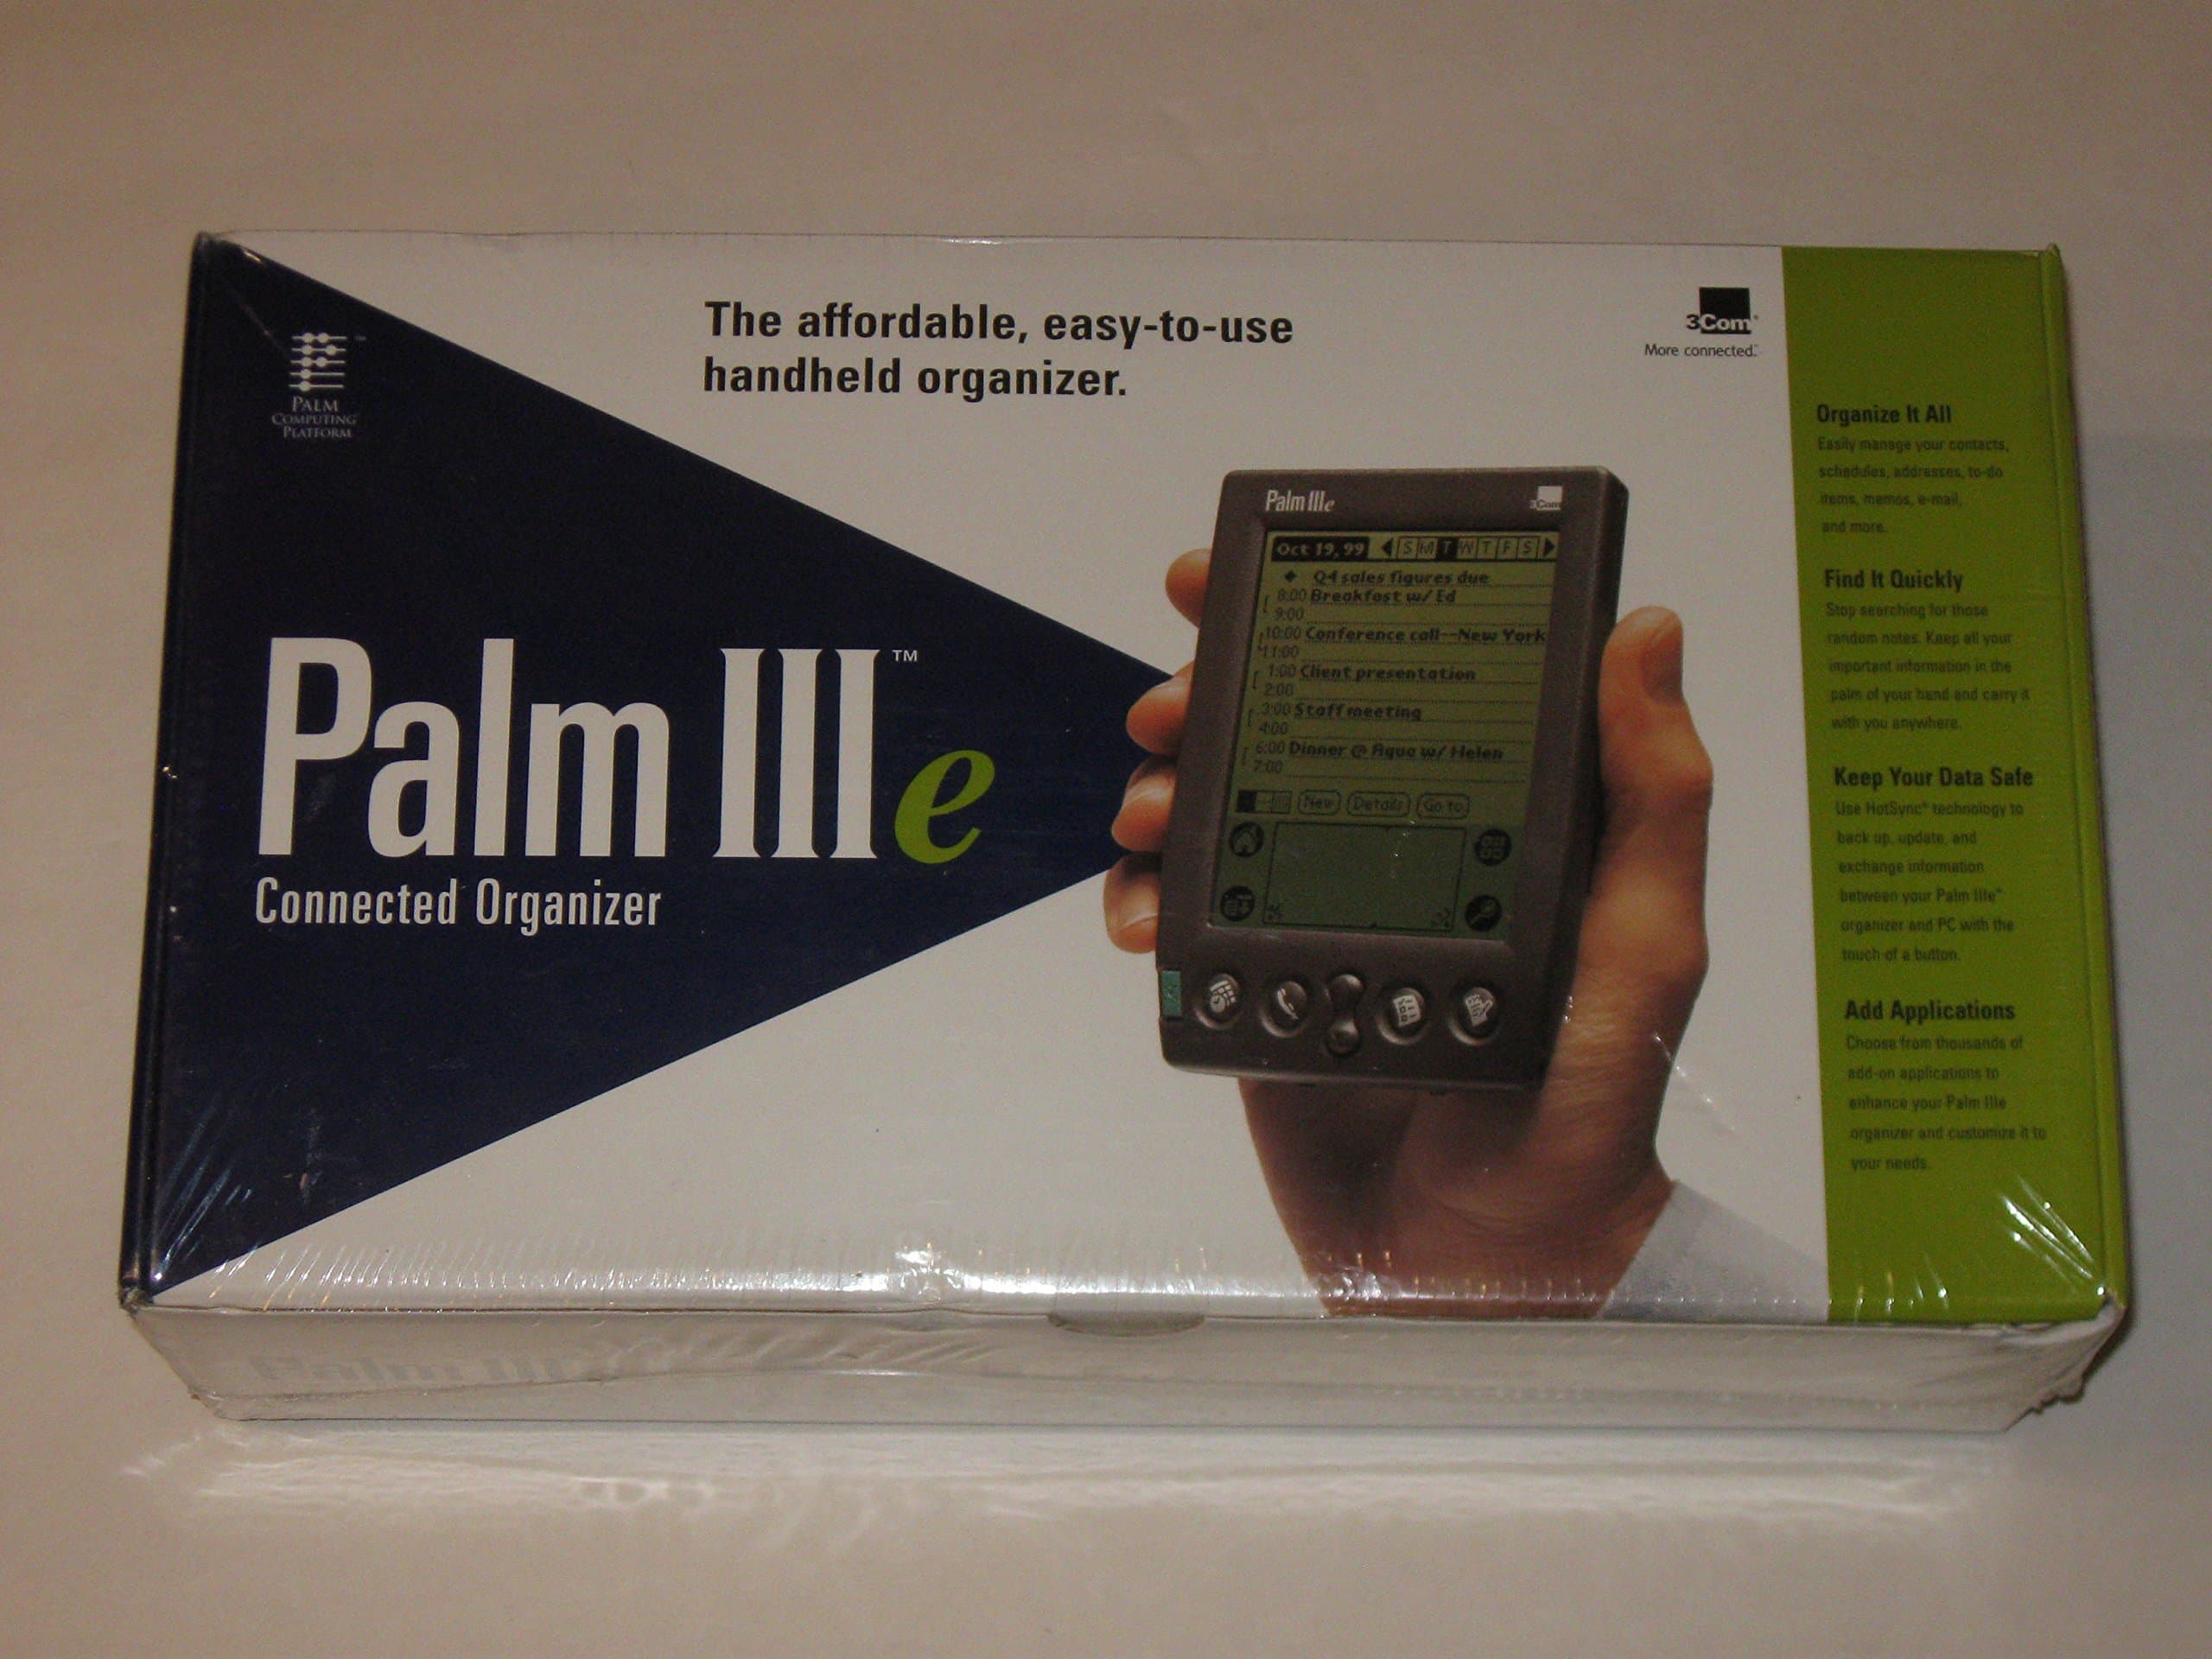 PALM
COMPUTING
PLATFORM
™
The affordable, easy-to-use
handheld organizer.
3Com®
More connected.™
Palm III™e
Connected Organizer
Palm IIIe
3Com
Oct 19, 99 S M T W T F S
Q4 sales figures due
8:00 Breakfast w/ Ed
9:00
10:00 Conference call--New York
11:00
1:00 Client presentation
2:00
3:00 Staff meeting
4:00
6:00 Dinner @ Aqua w/ Helen
7:00
New Details Go to
Organize It All
Easily manage your contacts,
schedules, addresses, to-do
items, memos, e-mail,
and more.
Find It Quickly
Stop searching for those
random notes. Keep all your
important information in the
palm of your hand and carry it
with you anywhere.
Keep Your Data Safe
Use HotSync® technology to
back up, update, and
exchange information
between your Palm IIIe™
organizer and PC with the
touch of a button.
Add Applications
Choose from thousands of
add-on applications to
enhance your Palm IIIe
organizer and customize it to
your needs.
Palm III